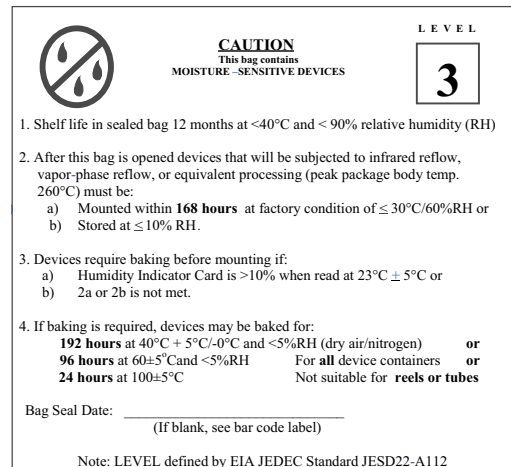 LEVEL
CAUTION
This bag contains
MOISTURE –SENSITIVE DEVICES
3
1. Shelf life in sealed bag 12 months at <40°C and < 90% relative humidity (RH)
2. After this bag is opened devices that will be subjected to infrared reflow,
vapor-phase reflow, or equivalent processing (peak package body temp.
260°C) must be:
a) Mounted within 168 hours at factory condition of ≤ 30°C/60%RH or
b) Stored at ≤10% RH.
3. Devices require baking before mounting if:
a) Humidity Indicator Card is >10% when read at 23°C ± 5°C or
b) 2a or 2b is not met.
4. If baking is required, devices may be baked for:
192 hours at 40°C + 5°C/-0°C and <5%RH (dry air/nitrogen) or
96 hours at 60±5°Cand <5%RH For all device containers or
24 hours at 100±5°C Not suitable for reels or tubes
Bag Seal Date: ______________________________
(If blank, see bar code label)
Note: LEVEL defined by EIA JEDEC Standard JESD22-A112